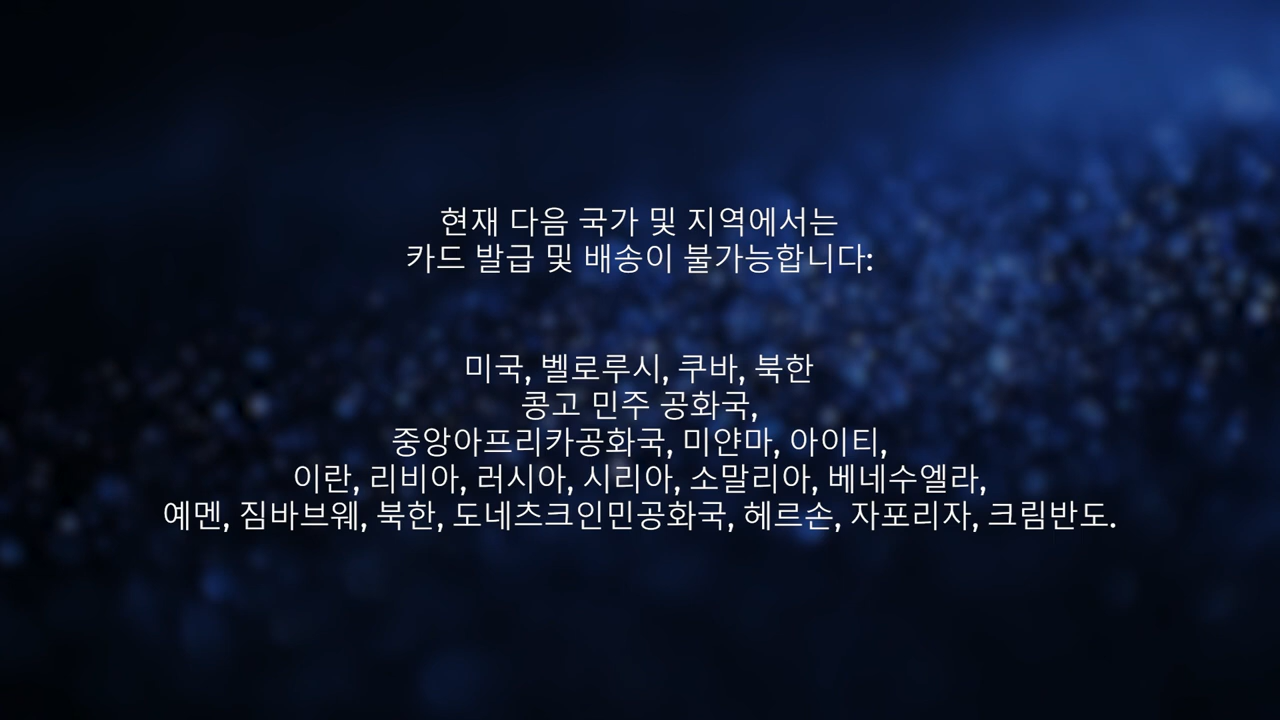 현재 다음 국가 및 지역에서는
카드 발급 및 배송이 불가능합니다:
미국, 벨로루시, 쿠바, 북한
콩고 민주 공화국,
중앙아프리카공화국, 미얀마, 아이티,
이란, 리비아, 러시아, 시리아, 소말리아, 베네수엘라,
예멘, 짐바브웨, 북한, 도네츠크인민공화국, 헤르손, 자포리자, 크림반도.